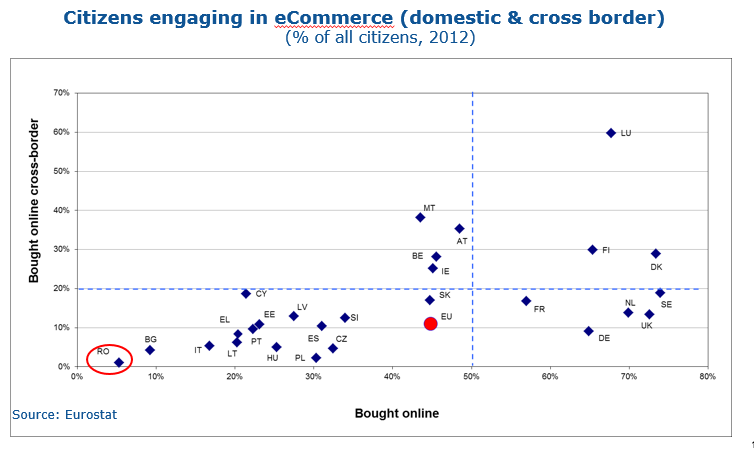 Citizens engaging in eCommerce (domestic & cross border)
(% of all citizens, 2012)
70%
60%
50%
40%
30%
20%
10%
0%
Bought online cross-border
LU
MT
AT
FI
BE
IE
DK
CY
SK
SE
FR
NL
UK
LV
SI
EU
EL
EE
PT
ES
DE
RO
BG
IT
LT
HU
PL
CZ
0%
10%
20%
30%
40%
50%
60%
70%
80%
Source: Eurostat
Bought online
1